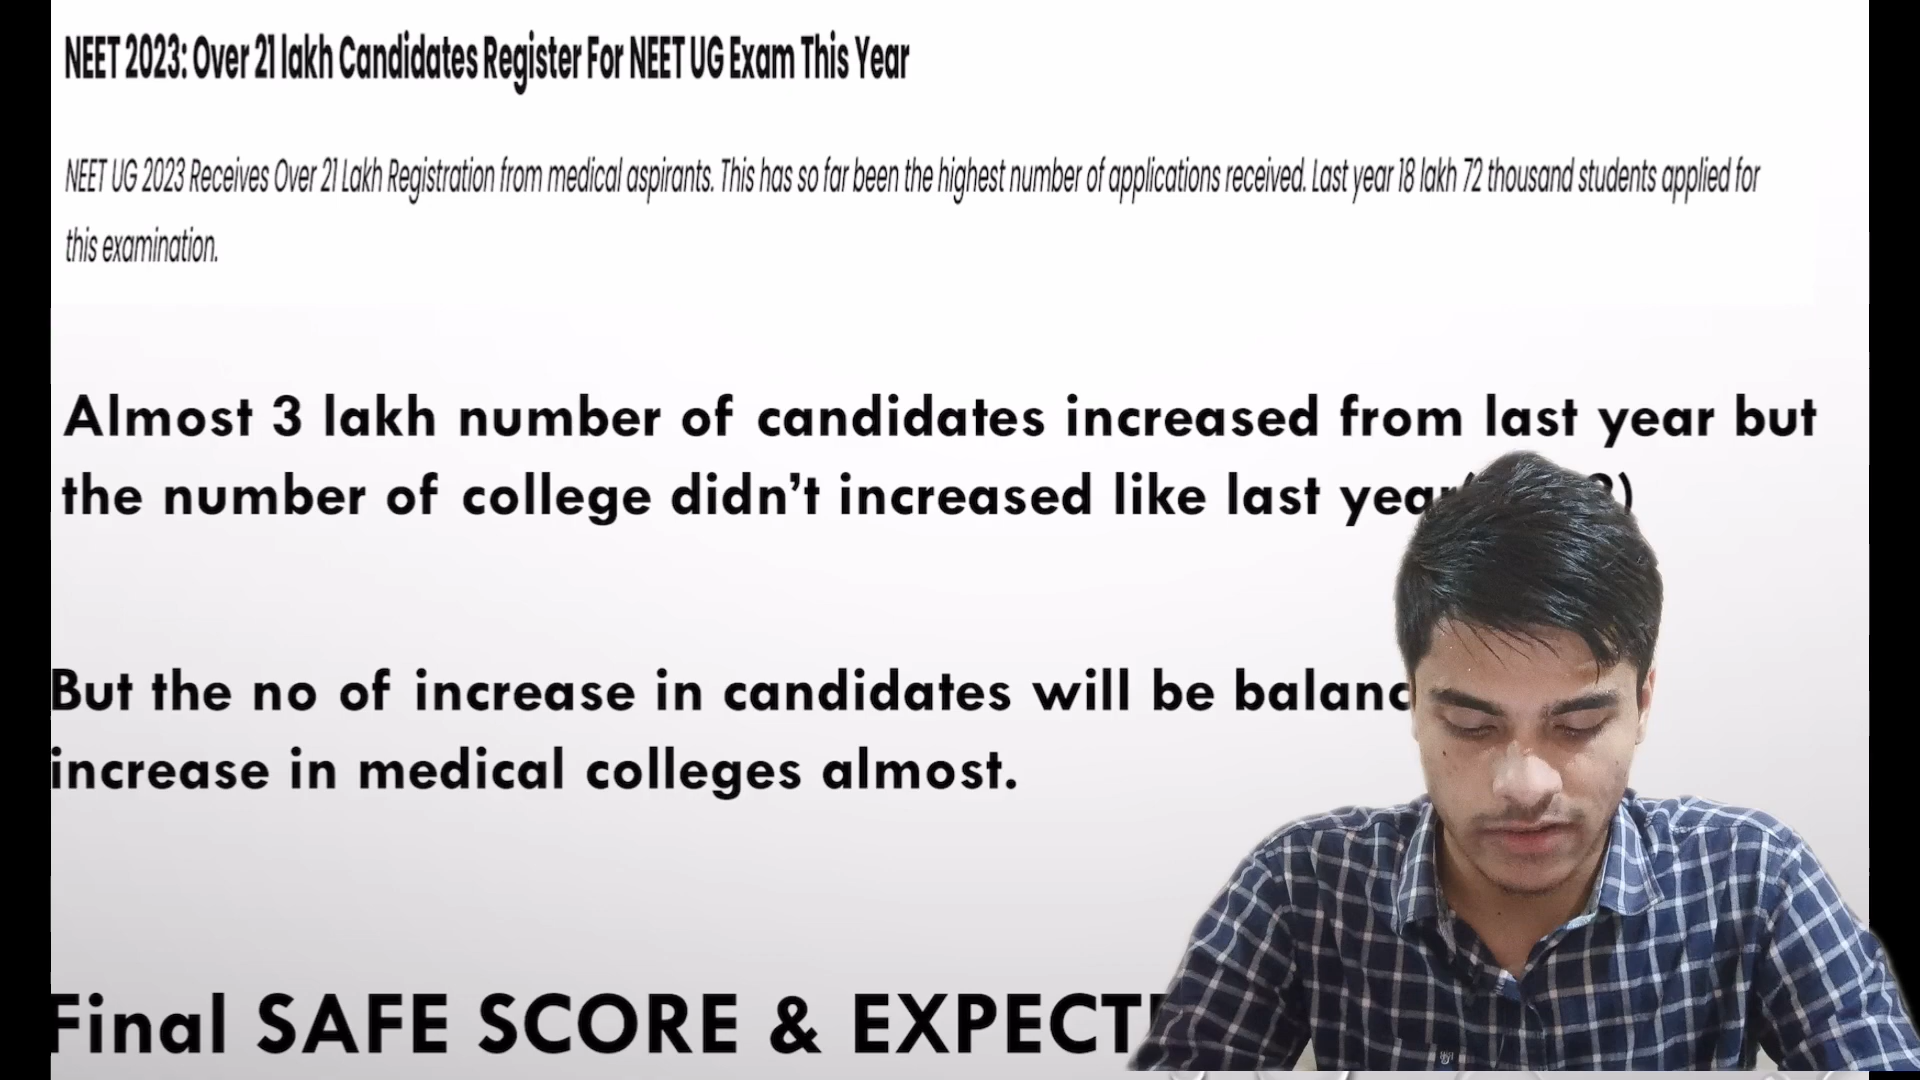 NEET 2023: Over 21 lakh Candidates Register For NEET UG Exam This Year
NEET UG 2023 Receives Over 21 Lakh Registration from medical aspirants. This has so far been the highest number of applications received. Last year 18 lakh 72 thousand students applied for
this examination.
Almost 3 lakh number of candidates increased from last year but
the number of college didn't increased like last year
But the no of increase in candidates will be
increase in medical colleges almost.
Final SAFE SCORE &